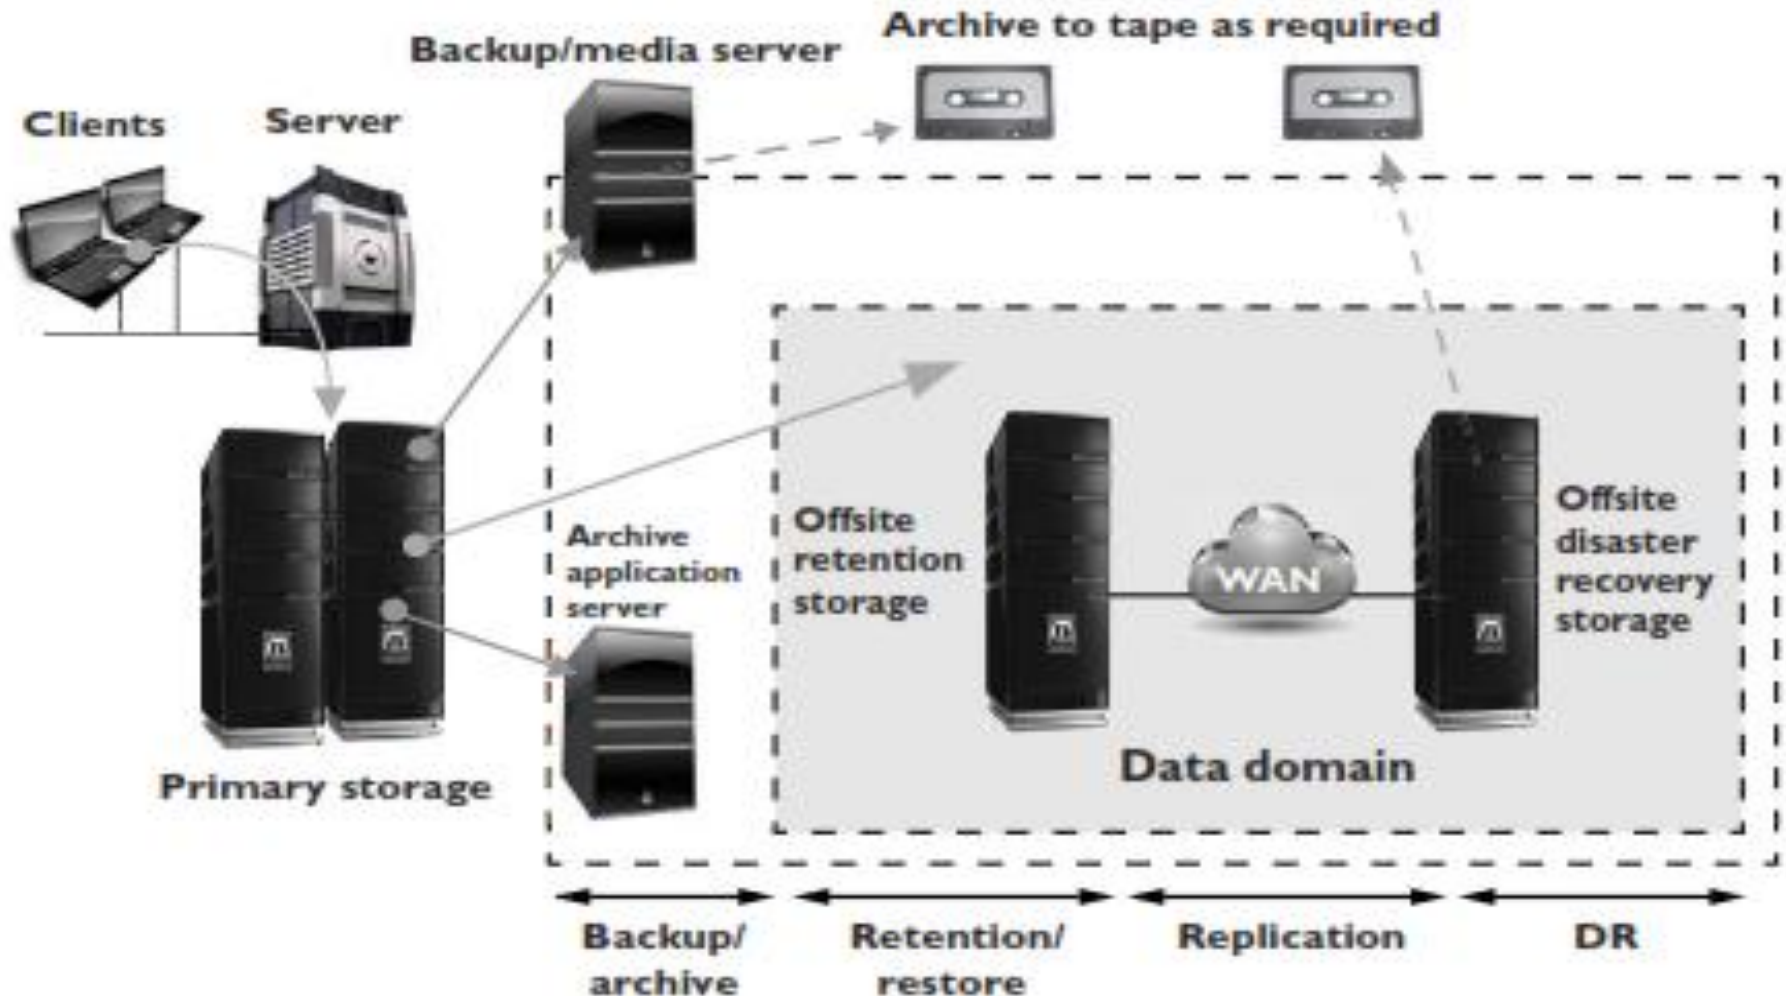 Archive to tape as required
Backup/media server
Clients
Server
Archive
application
server
Offsite
retention
storage
WAN
Offsite
disaster
recovery
storage
Primary storage
Data domain
Backup/
archive
Retention/
restore
Replication
DR